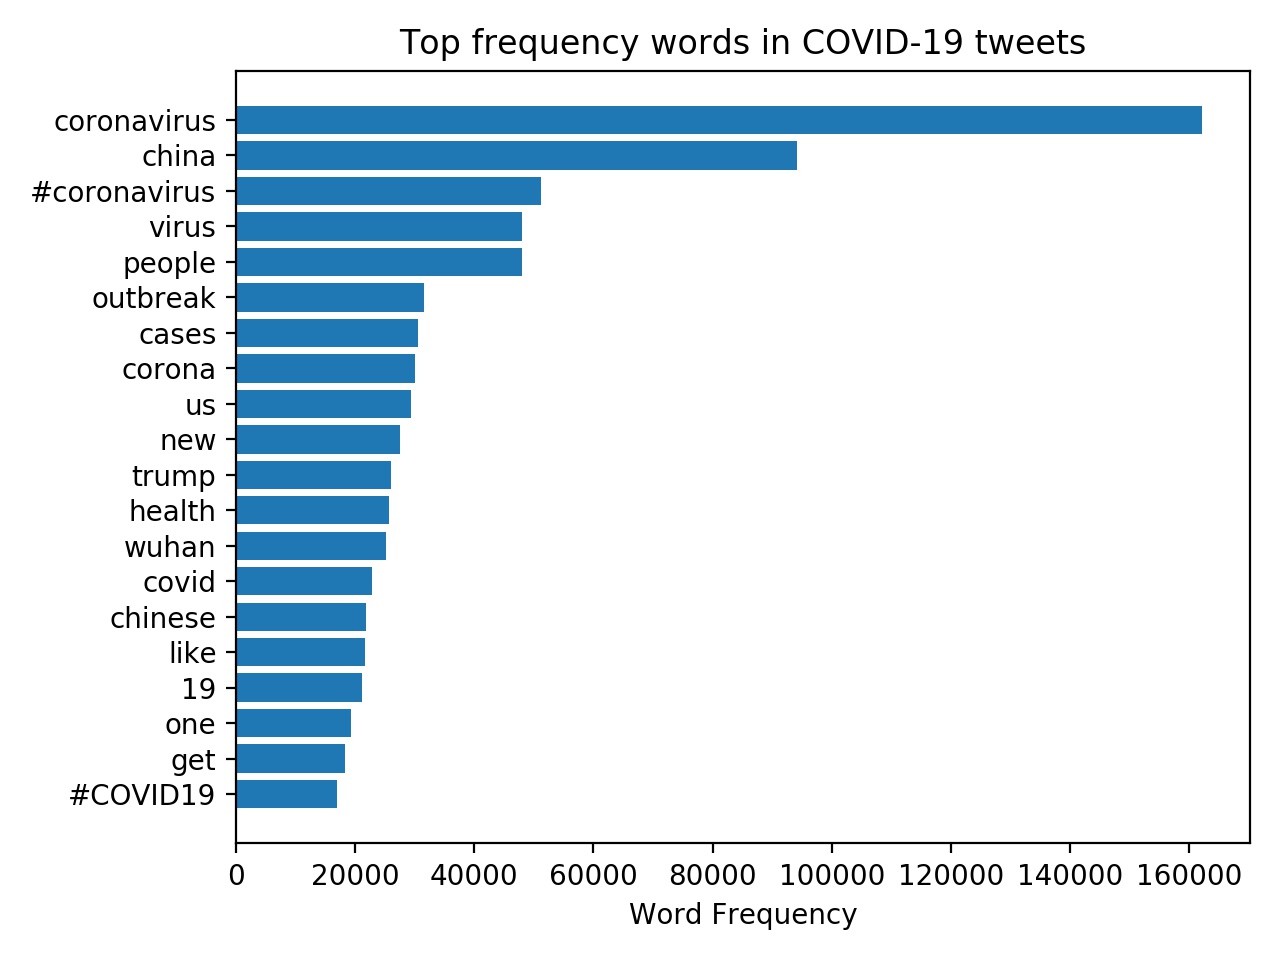 Top frequency words in COVID-19 tweets
coronavirus
china
#coronavirus
virus
people
outbreak
cases
corona
us
new
trump
health
wuhan
covid
chinese
like
19
one
get
#COVID19
0 20000 40000 60000 80000 100000 120000 140000 160000
Word Frequency